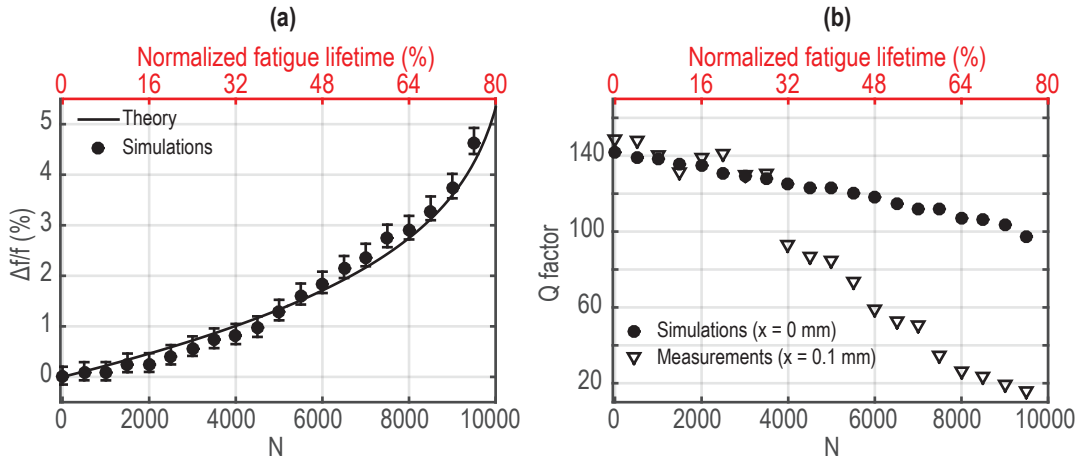 (a)
Normalized fatigue lifetime (%)
0 16 32 48 64 80
5
4
3
2
1
0
Δf/f (%)
Theory
Simulations
0 2000 4000 6000 8000 10000
N
(b)
Normalized fatigue lifetime (%)
0 16 32 48 64 80
140
100
60
20
Q factor
Simulations (x = 0 mm)
Measurements (x = 0.1 mm)
0 2000 4000 6000 8000 10000
N